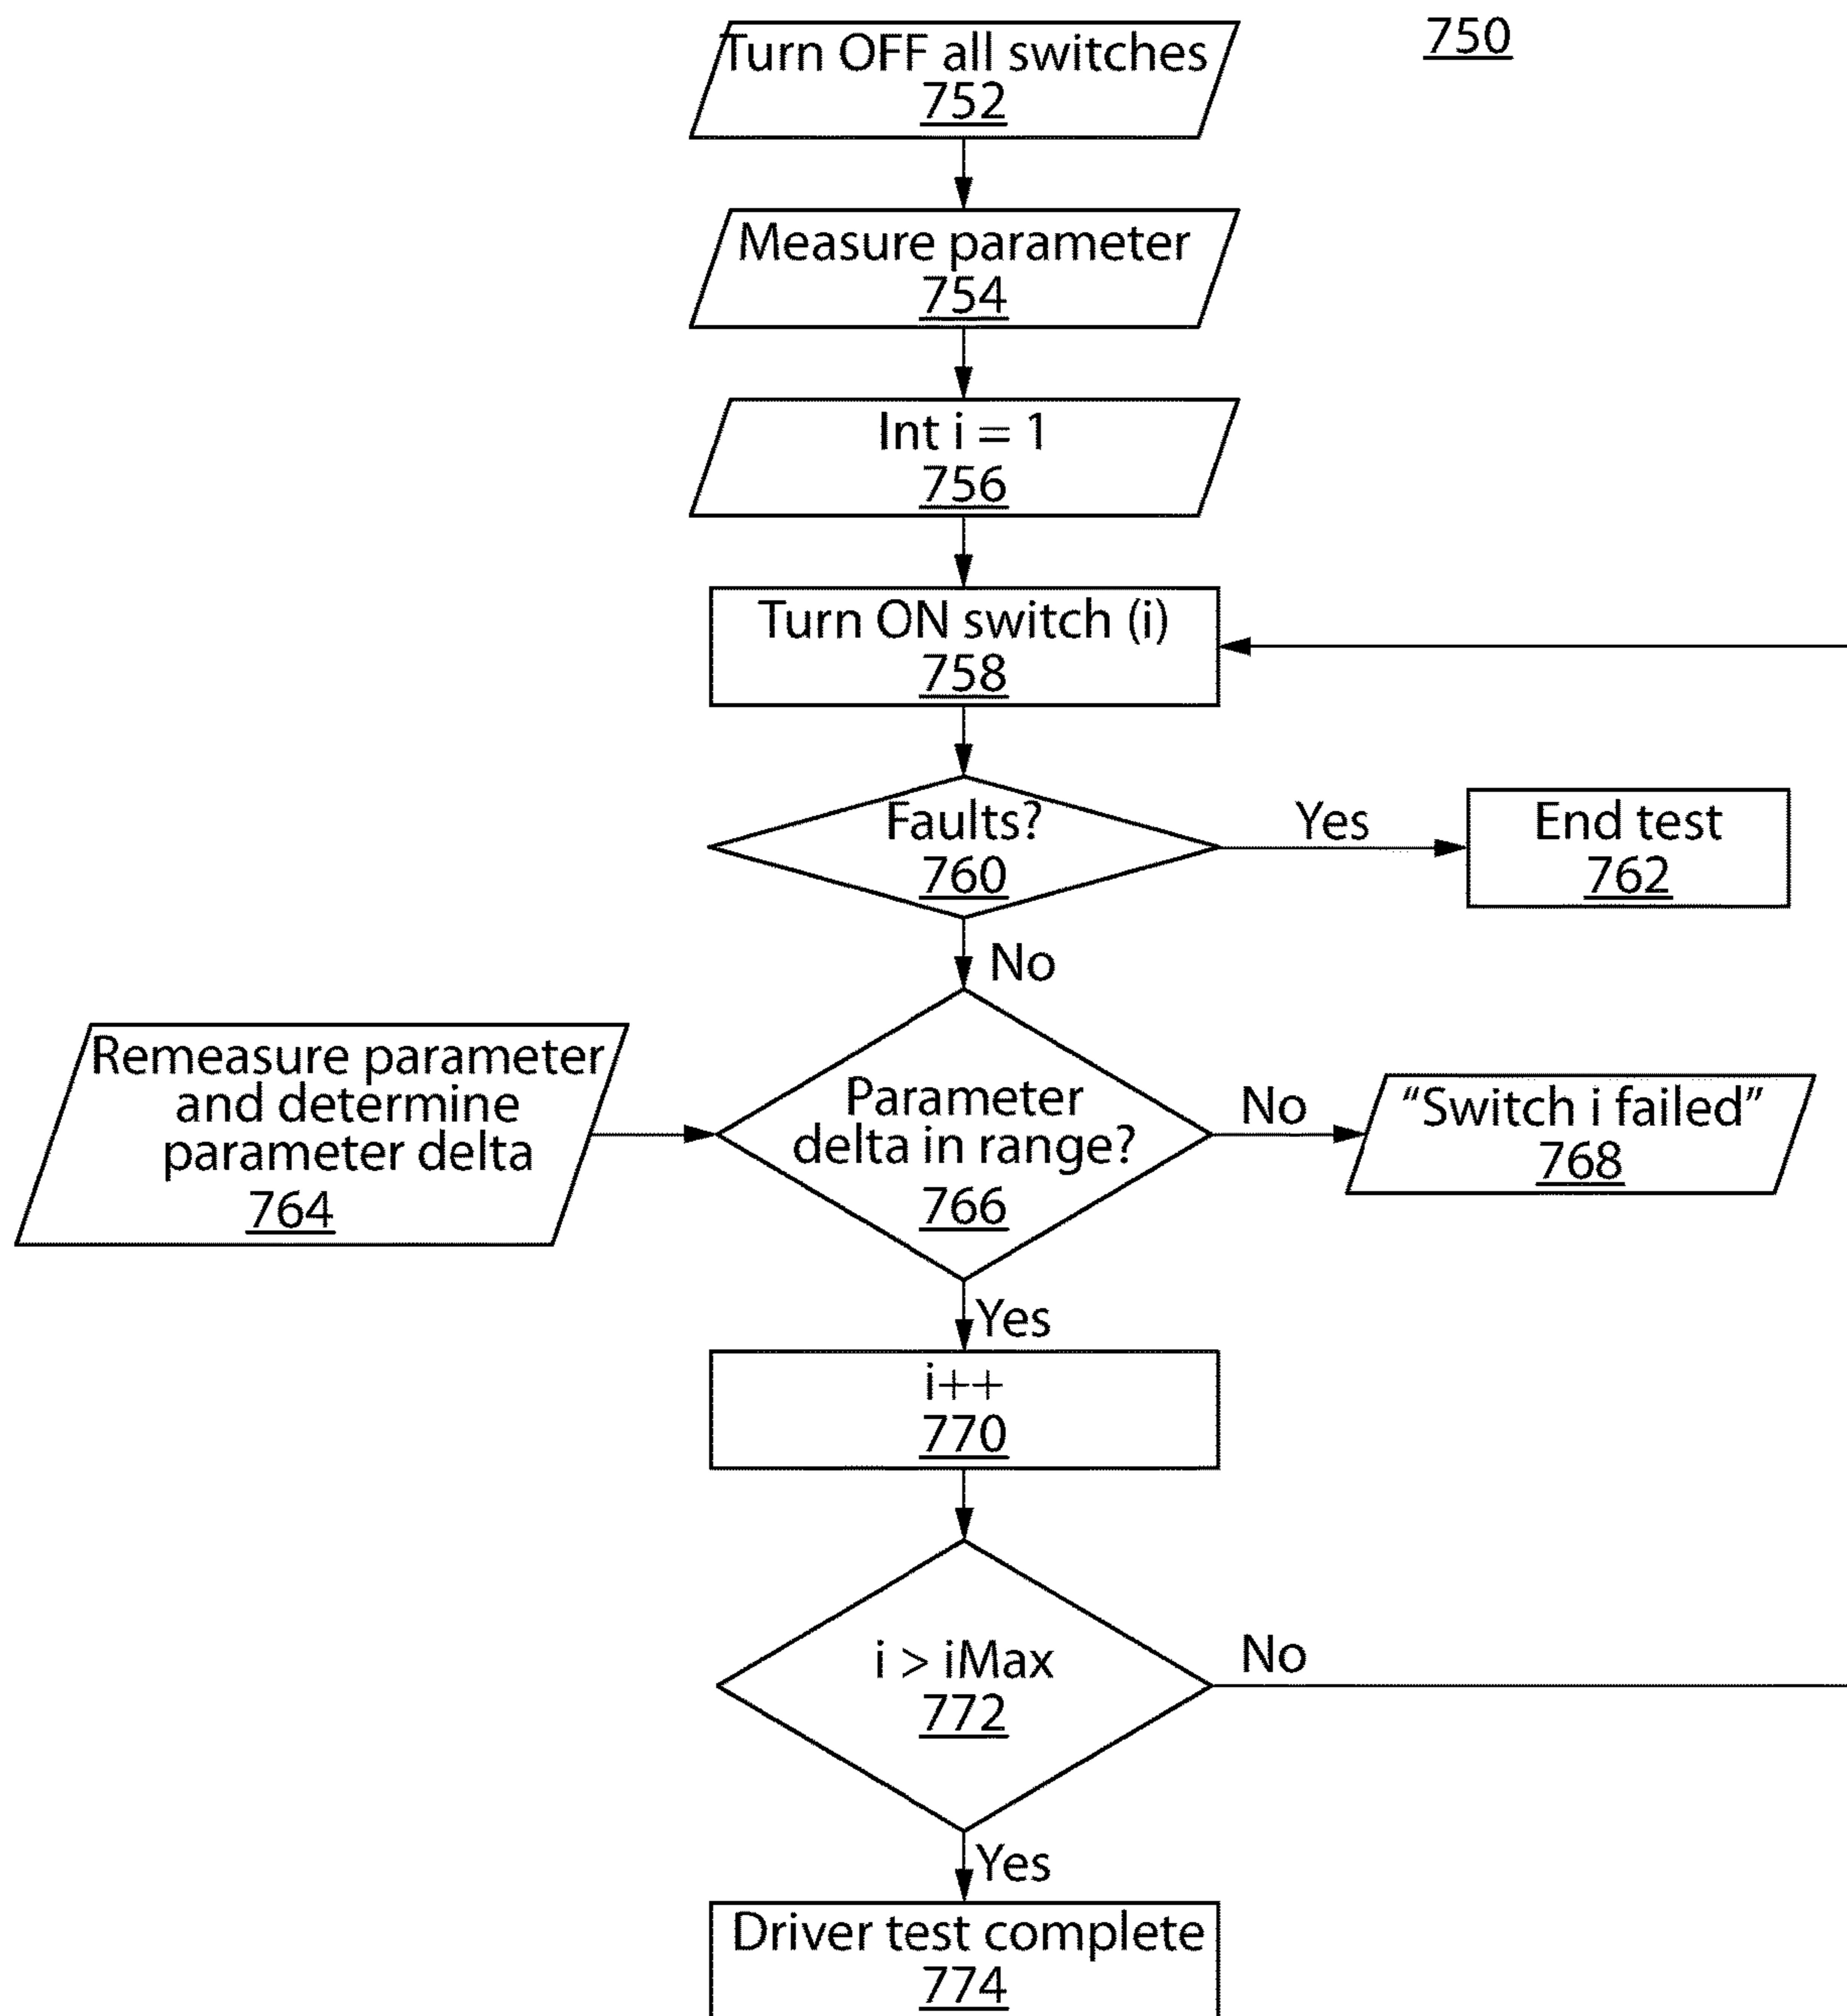 750
Turn OFF all switches
752
Measure parameter
754
Int i = 1
756
Turn ON switch (i)
758
Faults?
760
Yes
End test
762
No
Remeasure parameter
and determine
parameter delta
764
Parameter
delta in range?
766
No
“Switch i failed”
768
Yes
i++
770
i > iMax
772
No
Yes
Driver test complete
774